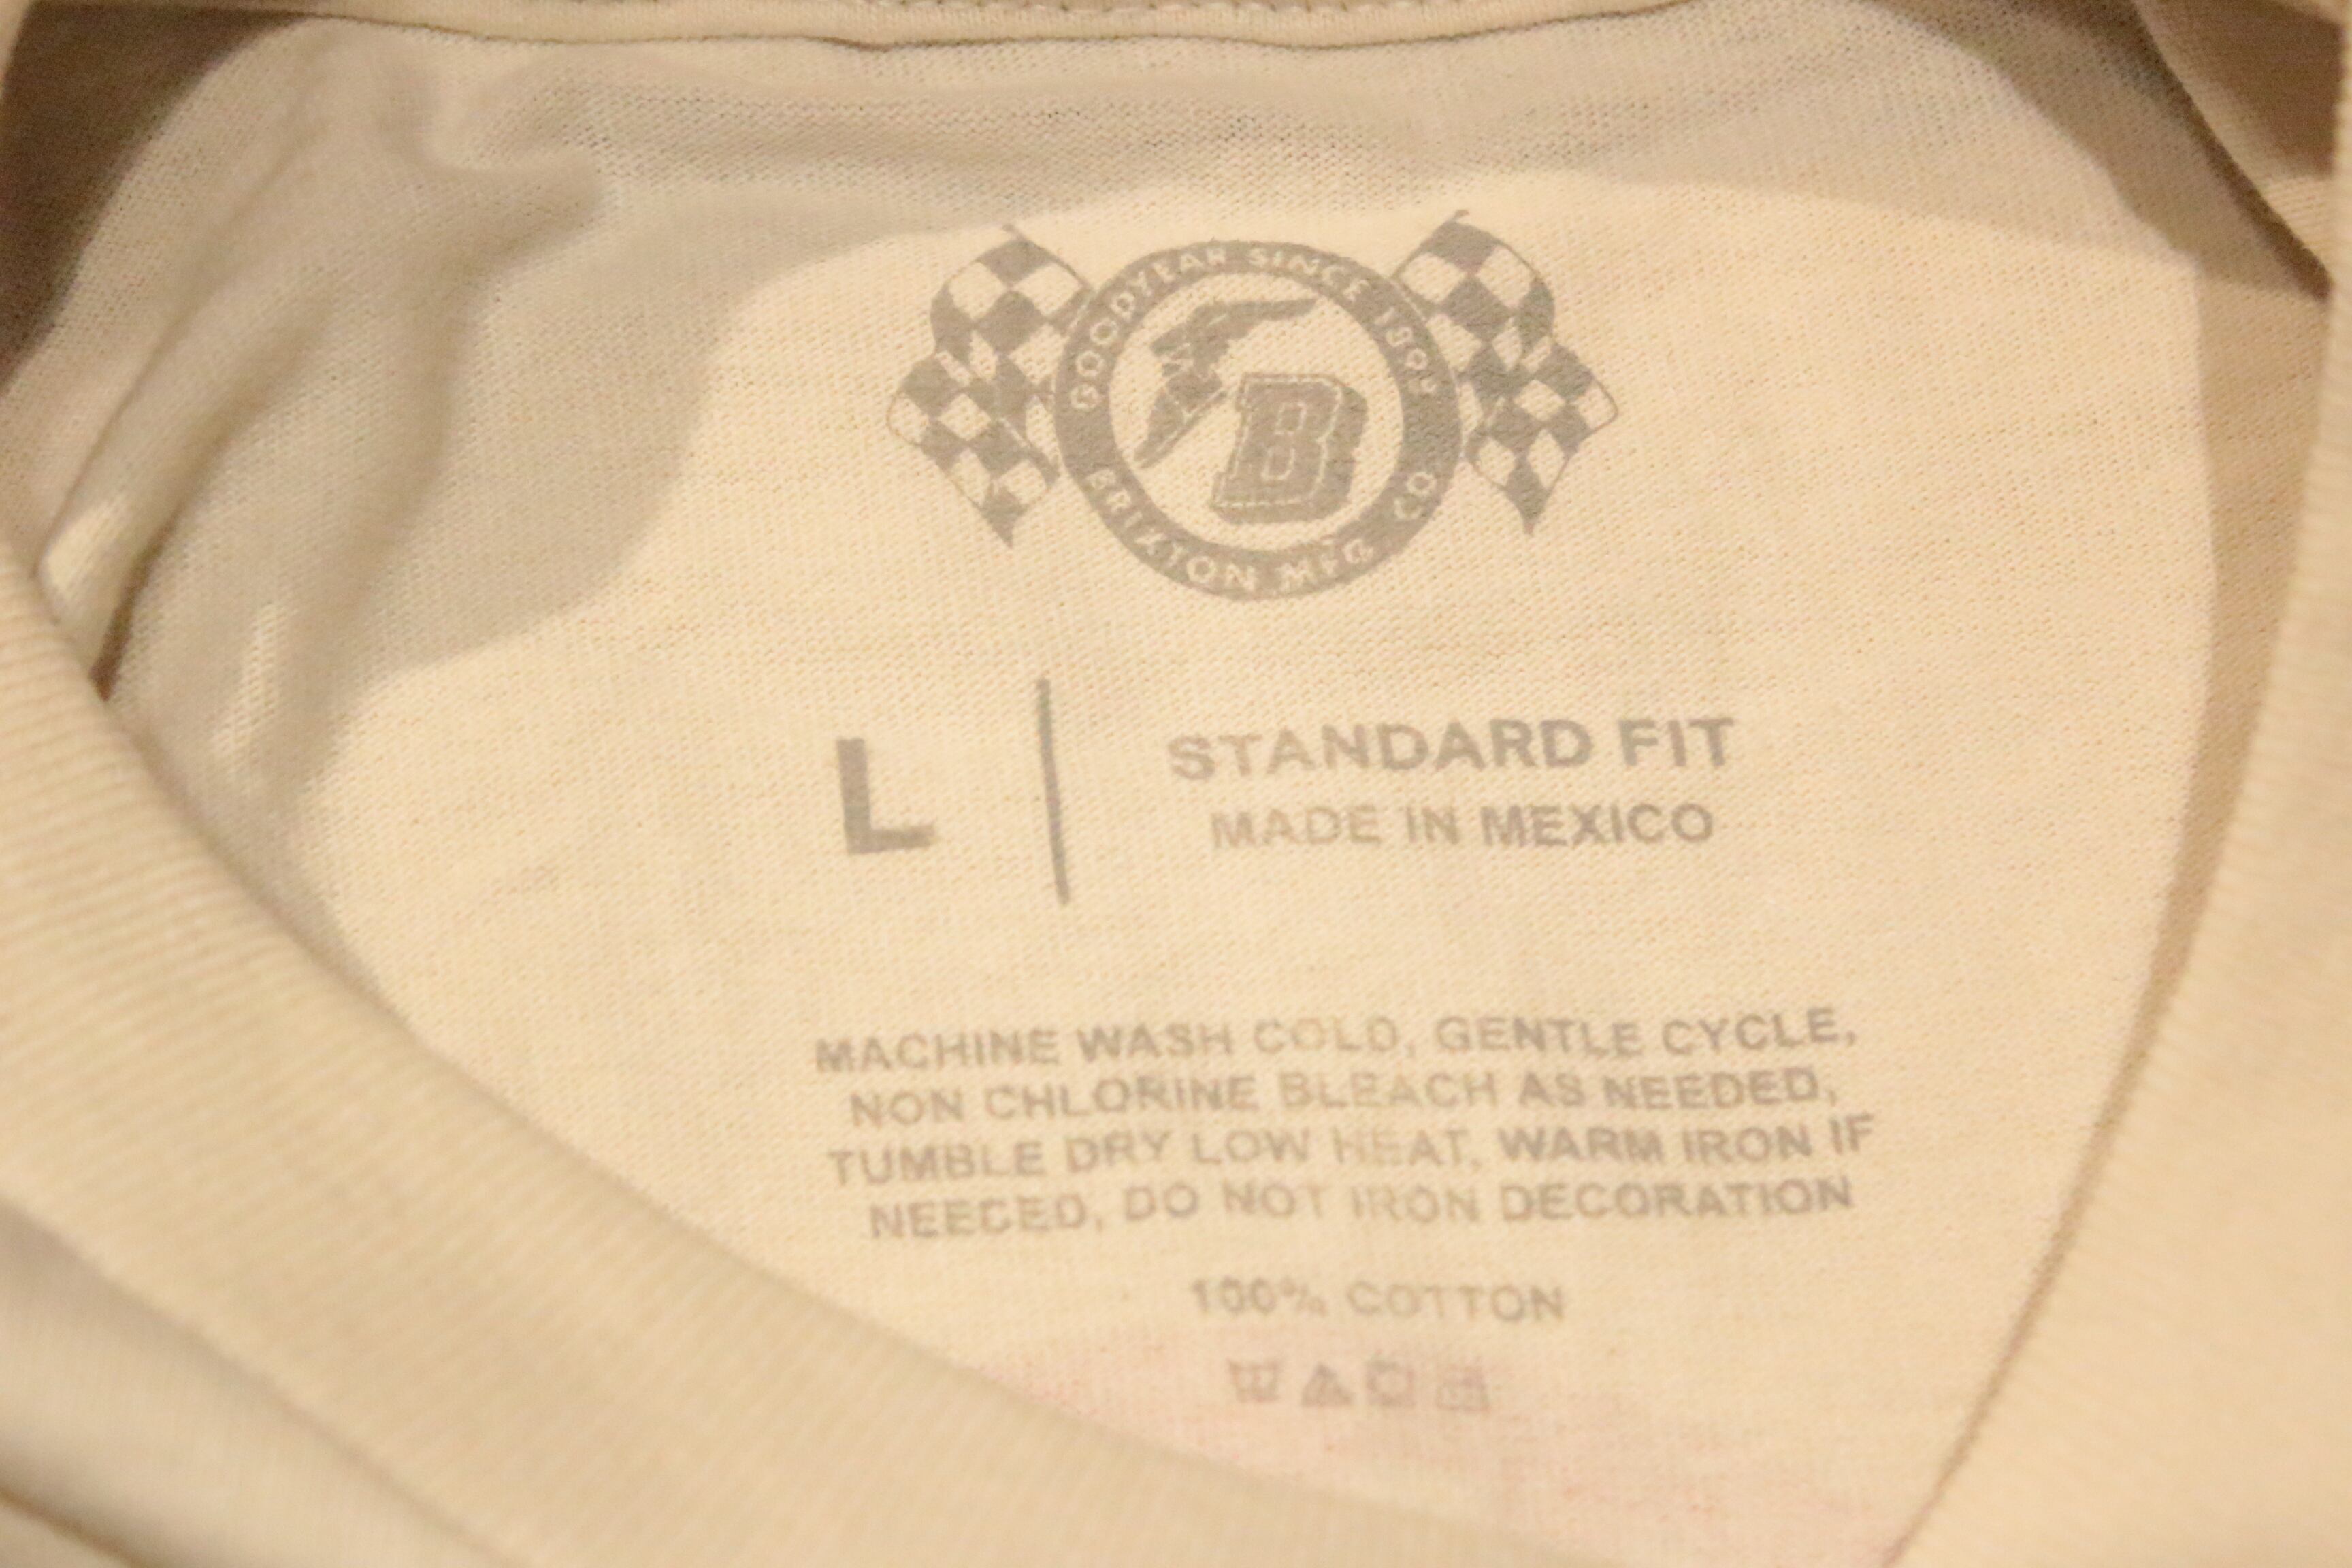 GOODYEAR SINCE 1898
B
BRIXTON MFG. CO
L
STANDARD FIT
MADE IN MEXICO
MACHINE WASH COLD, GENTLE CYCLE,
NON CHLORINE BLEACH AS NEEDED,
TUMBLE DRY LOW HEAT, WARM IRON IF
NEEDED, DO NOT IRON DECORATION
100% COTTON